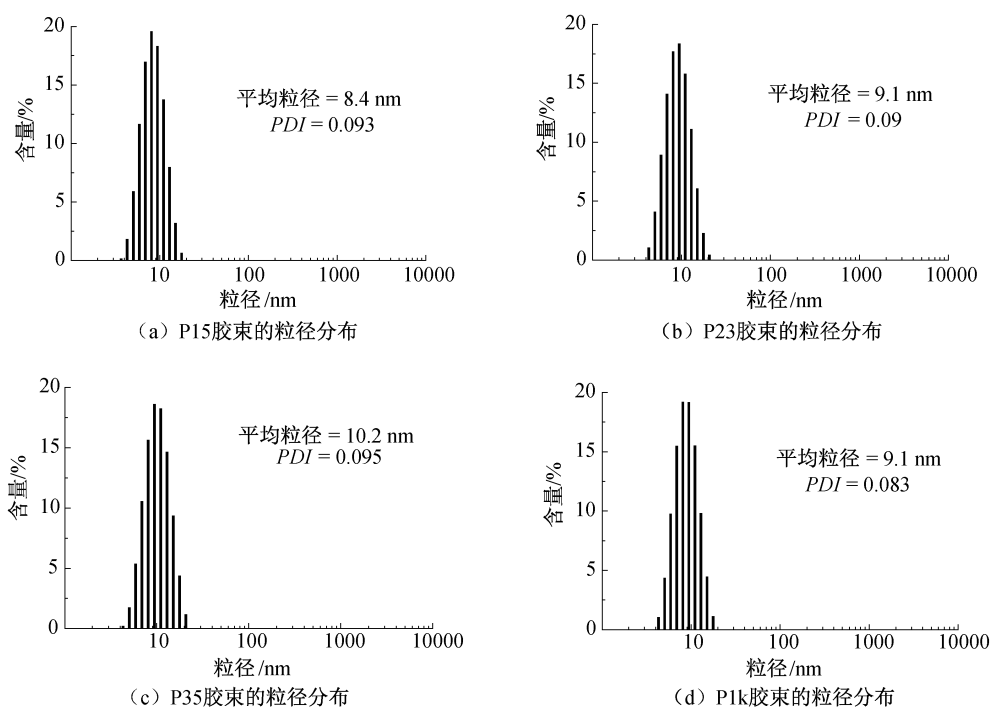 20
15
10
5
0
含量/%
平均粒径 = 8.4 nm
PDI = 0.093
10
100
1000
10000
粒径/nm
（a）P15胶束的粒径分布
20
15
10
5
0
含量/%
平均粒径 = 9.1 nm
PDI = 0.09
10
100
1000
10000
粒径/nm
（b）P23胶束的粒径分布
20
15
10
5
0
含量/%
平均粒径 = 10.2 nm
PDI = 0.095
10
100
1000
10000
粒径/nm
（c）P35胶束的粒径分布
20
15
10
5
0
含量/%
平均粒径 = 9.1 nm
PDI = 0.083
10
100
1000
10000
粒径/nm
（d）P1k胶束的粒径分布